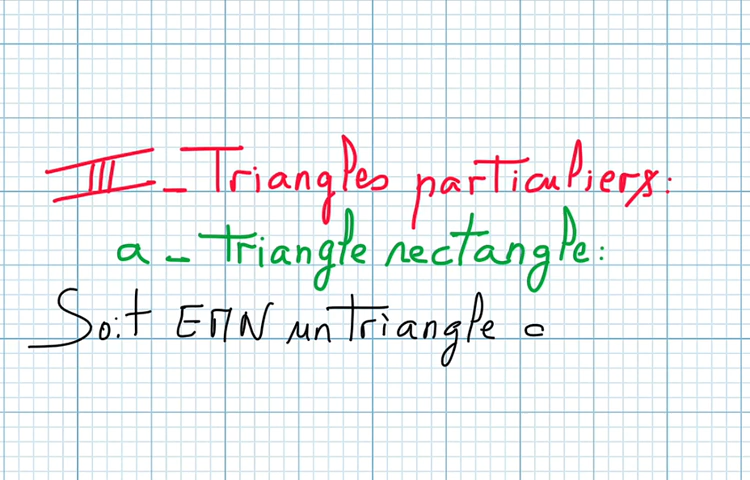 III - Triangles particuliers:
a - triangle rectangle:
Soit EMN un triangle